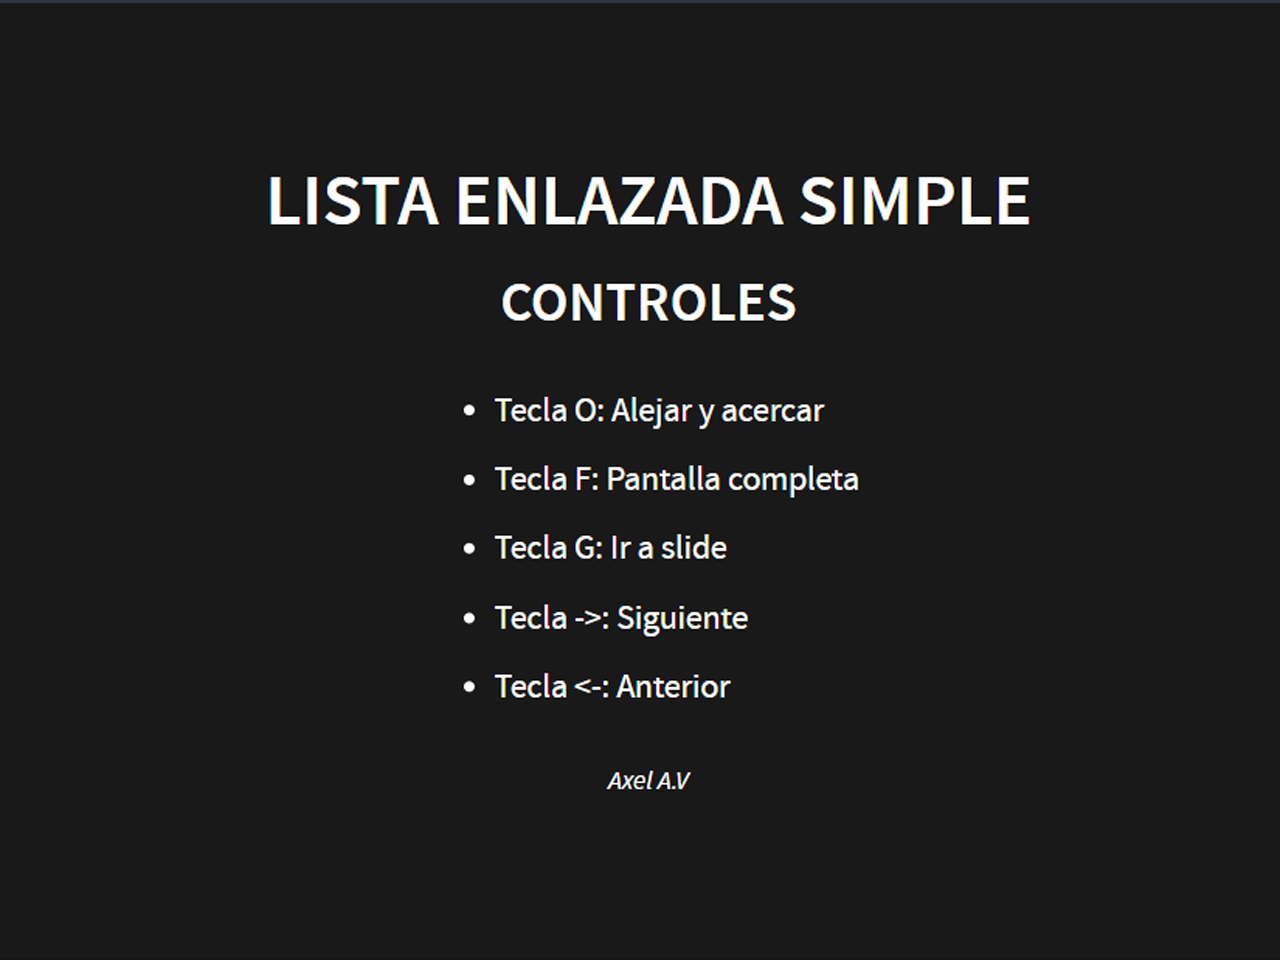 LISTA ENLAZADA SIMPLE
CONTROLES
• Tecla O: Alejar y acercar
• Tecla F: Pantalla completa
• Tecla G: Ir a slide
• Tecla ->: Siguiente
• Tecla <-: Anterior
Axel A.V